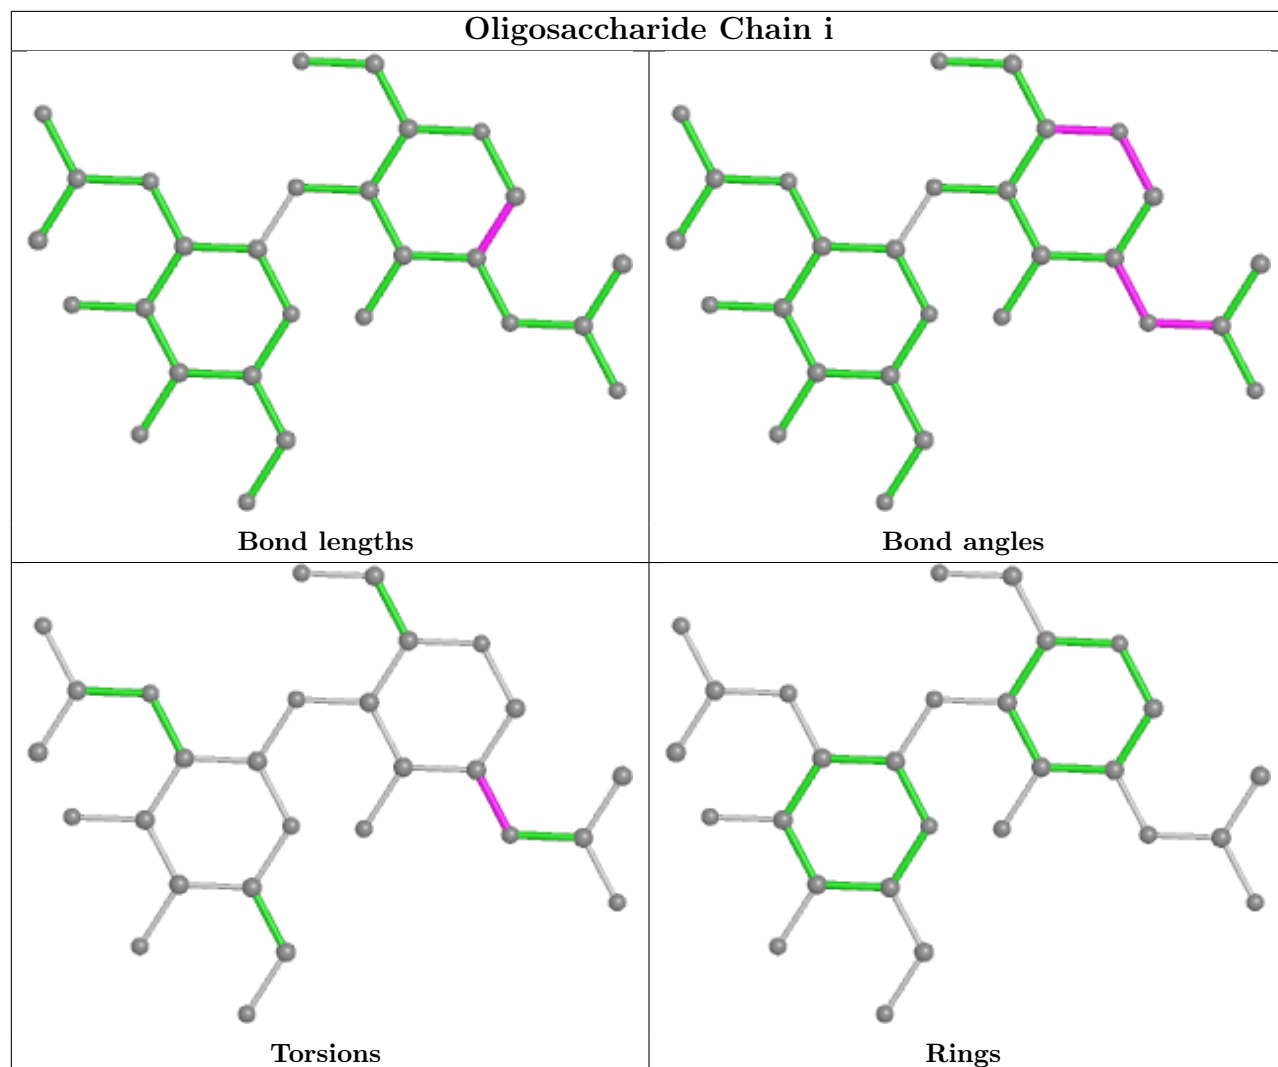 Oligosaccharide Chain i
Bond lengths
Bond angles
Torsions
Rings